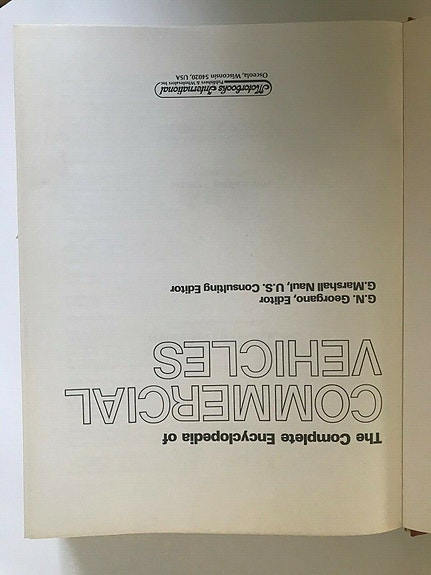 The Complete Encyclopedia of
COMMERCIAL
VEHICLES
G.N. Georgano, Editor
G.Marshall Naul, U.S. Consulting Editor
Motorbooks International
Publishers & Wholesalers Inc.
Osceola, Wisconsin 54020, USA